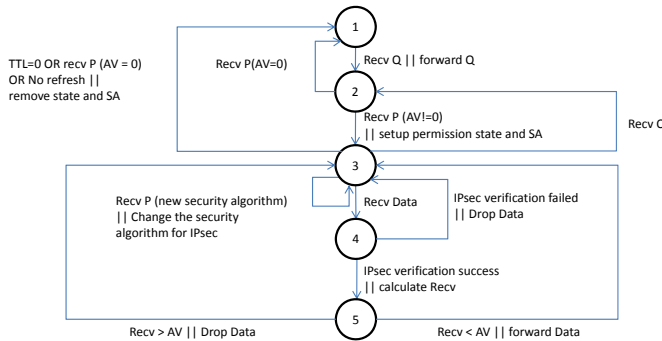 1
TTL=0 OR recv P (AV = 0)
OR No refresh ||
remove state and SA
Recv P(AV=0)
Recv Q || forward Q
2
Recv P (AV!=0)
|| setup permission state and SA
Recv
3
Recv P (new security algorithm)
|| Change the security
algorithm for IPsec
Recv Data
IPsec verification failed
|| Drop Data
4
IPsec verification success
|| calculate Recv
5
Recv > AV || Drop Data
Recv < AV || forward Data